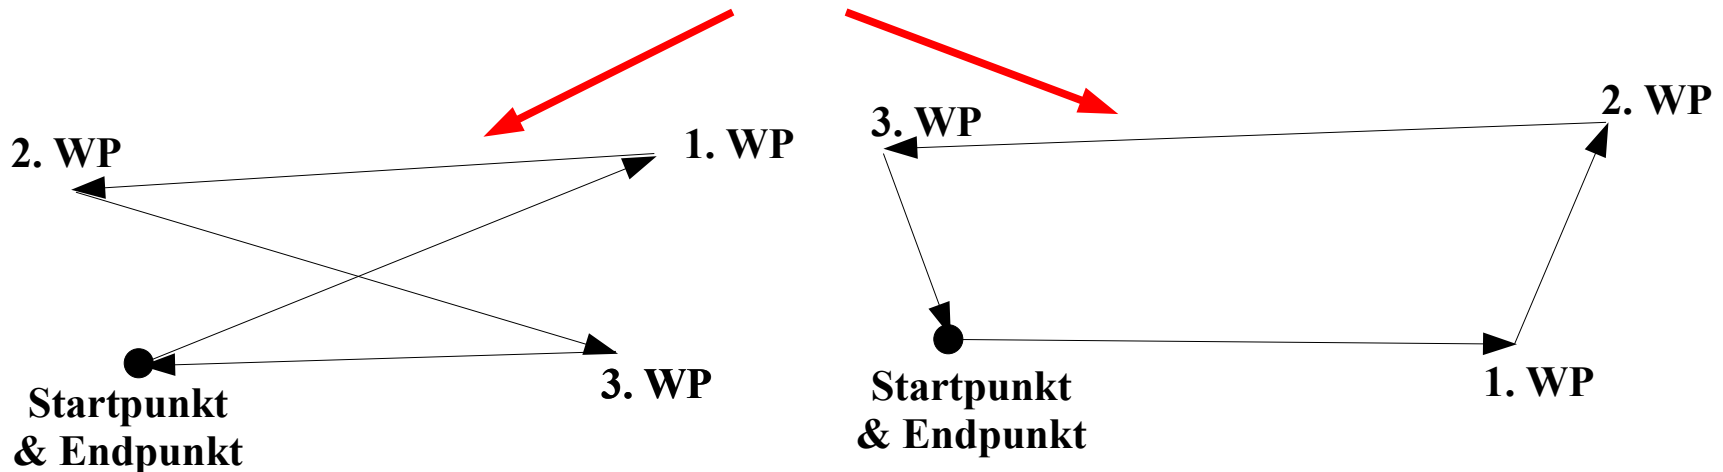 2. WP
1. WP
3. WP
Startpunkt
& Endpunkt
3. WP
2. WP
1. WP
Startpunkt
& Endpunkt